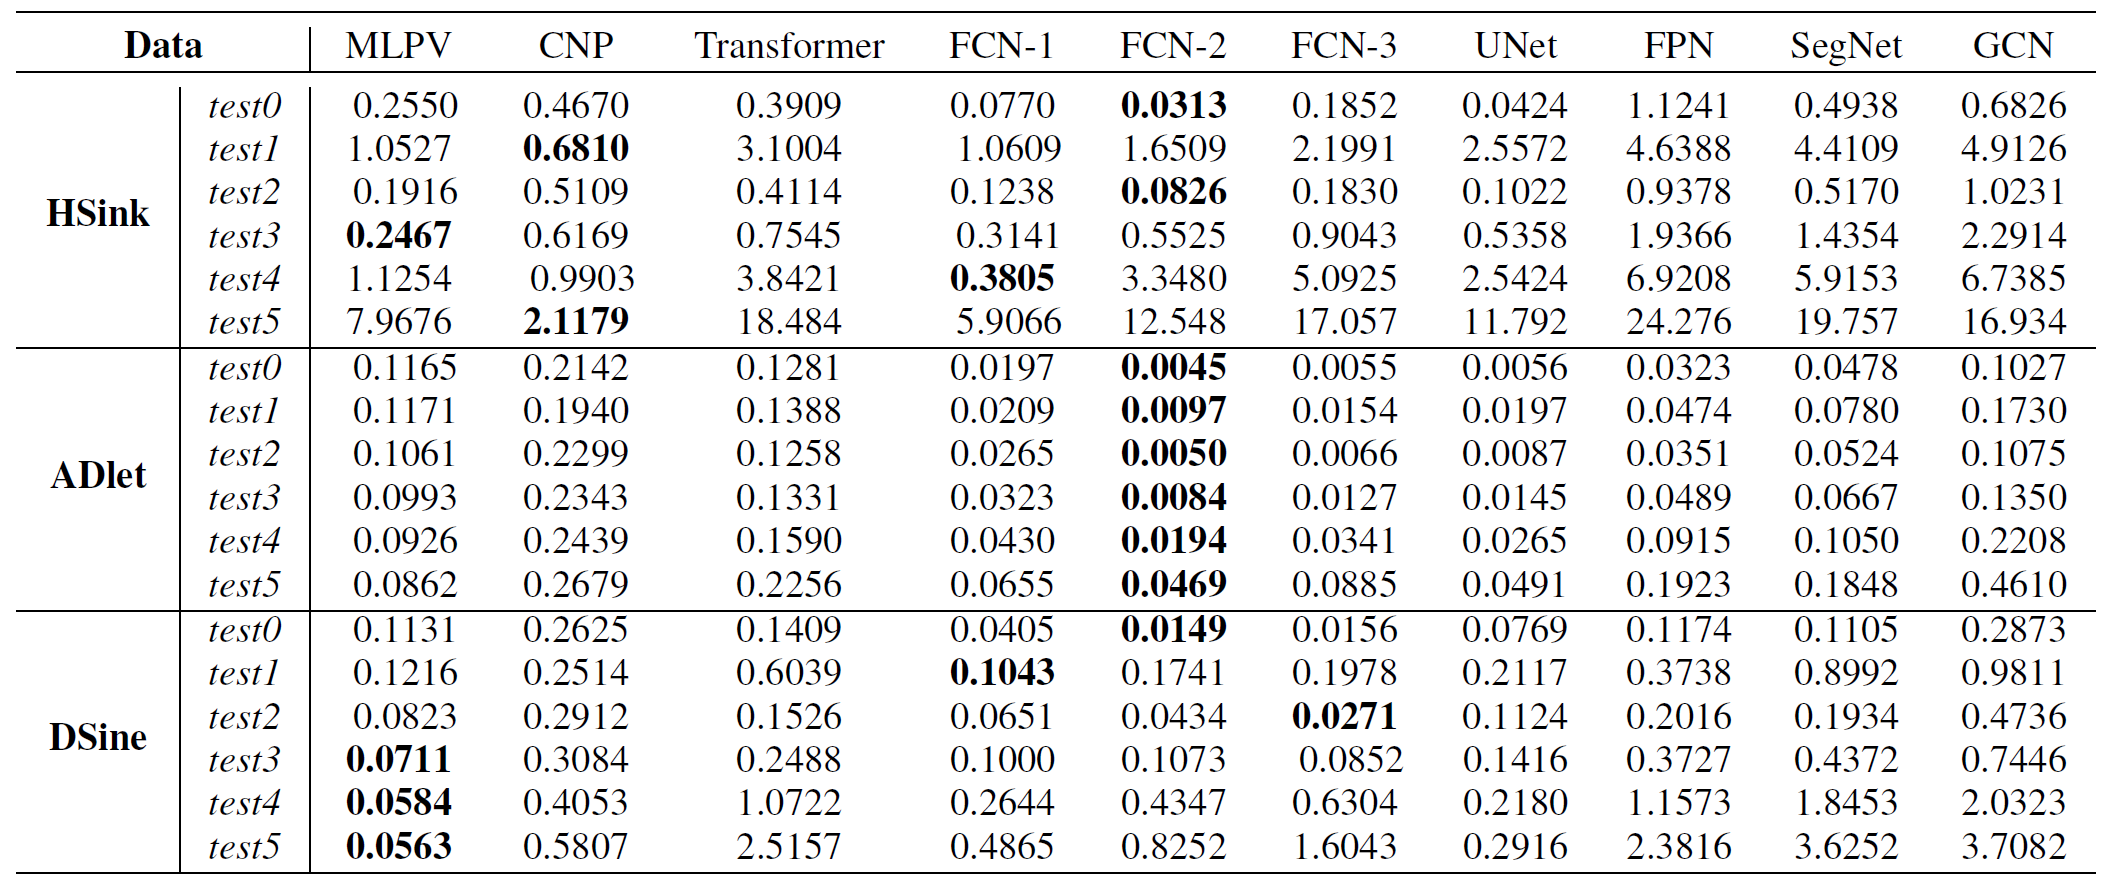 Data MLPV CNP Transformer FCN-1 FCN-2 FCN-3 UNet FPN SegNet GCN
HSink
test0 0.2550 0.4670 0.3909 0.0770 0.0313 0.1852 0.0424 1.1241 0.4938 0.6826
test1 1.0527 0.6810 3.1004 1.0609 1.6509 2.1991 2.5572 4.6388 4.4109 4.9126
test2 0.1916 0.5109 0.4114 0.1238 0.0826 0.1830 0.1022 0.9378 0.5170 1.0231
test3 0.2467 0.6169 0.7545 0.3141 0.5525 0.9043 0.5358 1.9366 1.4354 2.2914
test4 1.1254 0.9903 3.8421 0.3805 3.3480 5.0925 2.5424 6.9208 5.9153 6.7385
test5 7.9676 2.1179 18.484 5.9066 12.548 17.057 11.792 24.276 19.757 16.934
ADlet
test0 0.1165 0.2142 0.1281 0.0197 0.0045 0.0055 0.0056 0.0323 0.0478 0.1027
test1 0.1171 0.1940 0.1388 0.0209 0.0097 0.0154 0.0197 0.0474 0.0780 0.1730
test2 0.1061 0.2299 0.1258 0.0265 0.0050 0.0066 0.0087 0.0351 0.0524 0.1075
test3 0.0993 0.2343 0.1331 0.0323 0.0084 0.0127 0.0145 0.0489 0.0667 0.1350
test4 0.0926 0.2439 0.1590 0.0430 0.0194 0.0341 0.0265 0.0915 0.1050 0.2208
test5 0.0862 0.2679 0.2256 0.0655 0.0469 0.0885 0.0491 0.1923 0.1848 0.4610
DSine
test0 0.1131 0.2625 0.1409 0.0405 0.0149 0.0156 0.0769 0.1174 0.1105 0.2873
test1 0.1216 0.2514 0.6039 0.1043 0.1741 0.1978 0.2117 0.3738 0.8992 0.9811
test2 0.0823 0.2912 0.1526 0.0651 0.0434 0.0271 0.1124 0.2016 0.1934 0.4736
test3 0.0711 0.3084 0.2488 0.1000 0.1073 0.0852 0.1416 0.3727 0.4372 0.7446
test4 0.0584 0.4053 1.0722 0.2644 0.4347 0.6304 0.2180 1.1573 1.8453 2.0323
test5 0.0563 0.5807 2.5157 0.4865 0.8252 1.6043 0.2916 2.3816 3.6252 3.7082